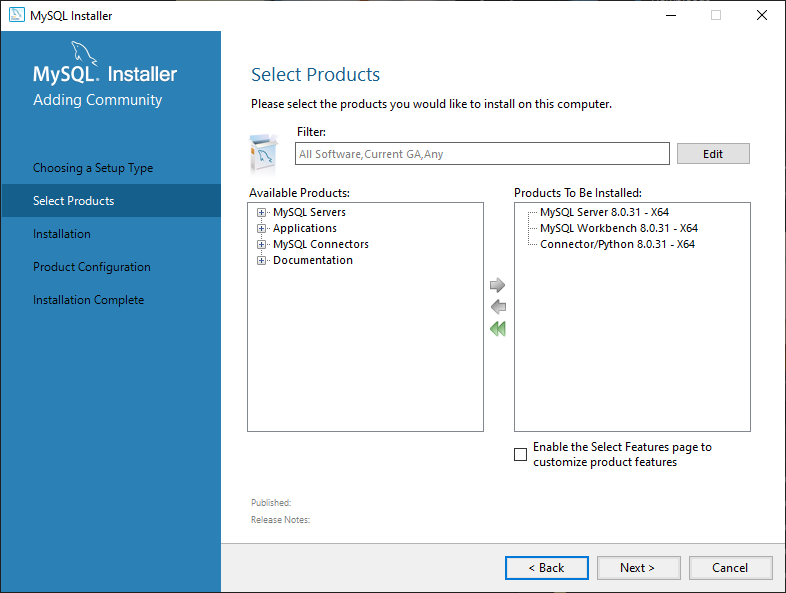 MySQL Installer
MySQL. Installer
Adding Community
Choosing a Setup Type
Select Products
Installation
Product Configuration
Installation Complete
Select Products
Please select the products you would like to install on this computer.
Filter:
All Software,Current GA,Any
Edit
Available Products:
MySQL Servers
Applications
MySQL Connectors
Documentation
Products To Be Installed:
MySQL Server 8.0.31 - X64
MySQL Workbench 8.0.31 - X64
Connector/Python 8.0.31 - X64
Enable the Select Features page to
customize product features
Published:
Release Notes:
< Back
Next >
Cancel